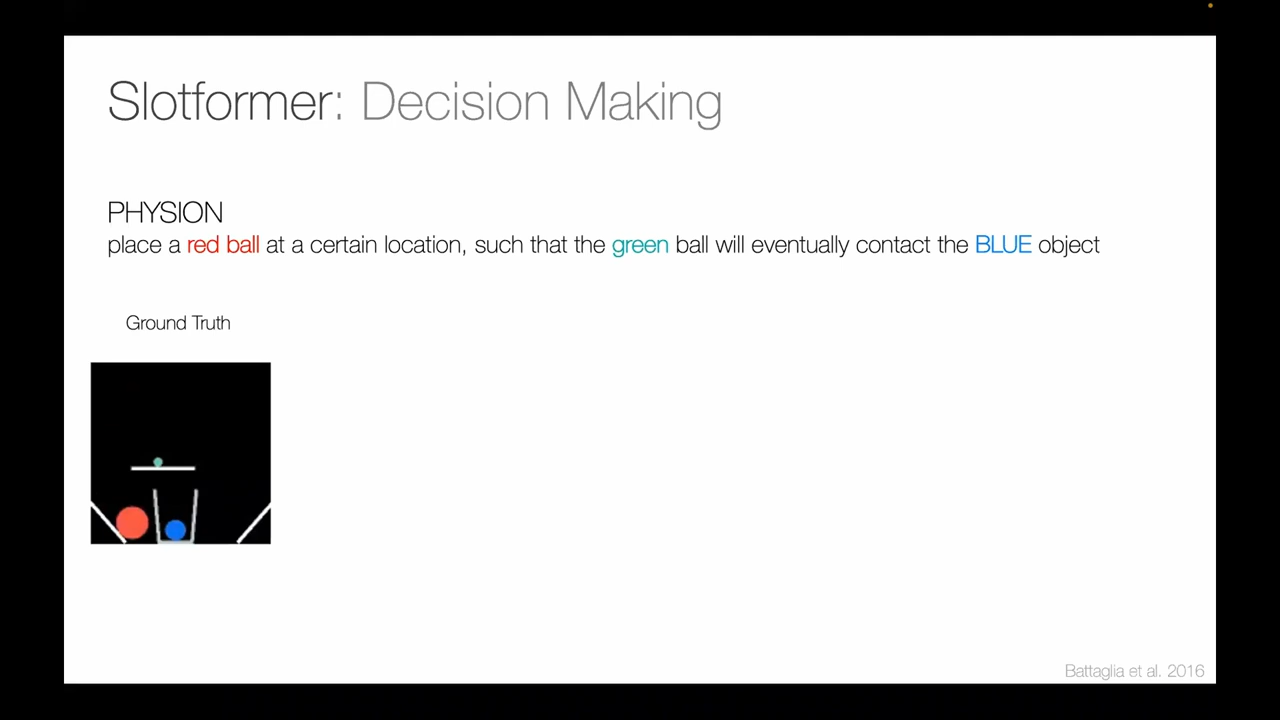 Slotformer: Decision Making
PHYSION
place a red ball at a certain location, such that the green ball will eventually contact the BLUE object
Ground Truth
Battaglia et al. 2016